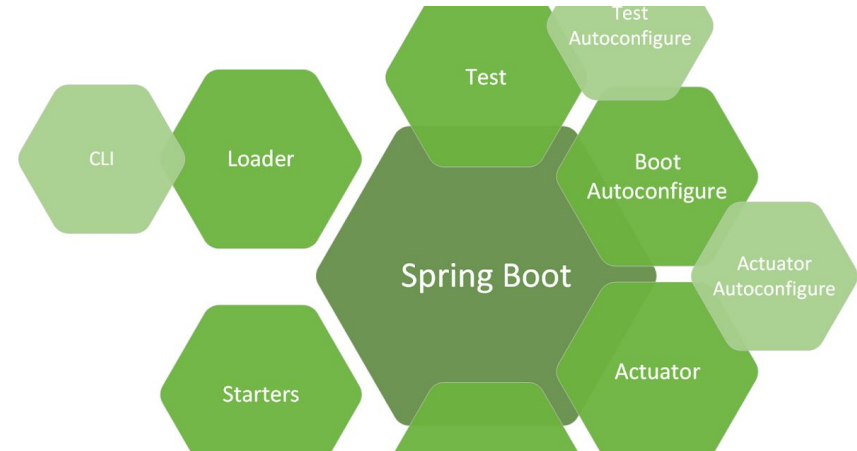 Test
Autoconfigure
Test
CLI
Loader
Boot
Autoconfigure
Spring Boot
Actuator
Autoconfigure
Actuator
Starters